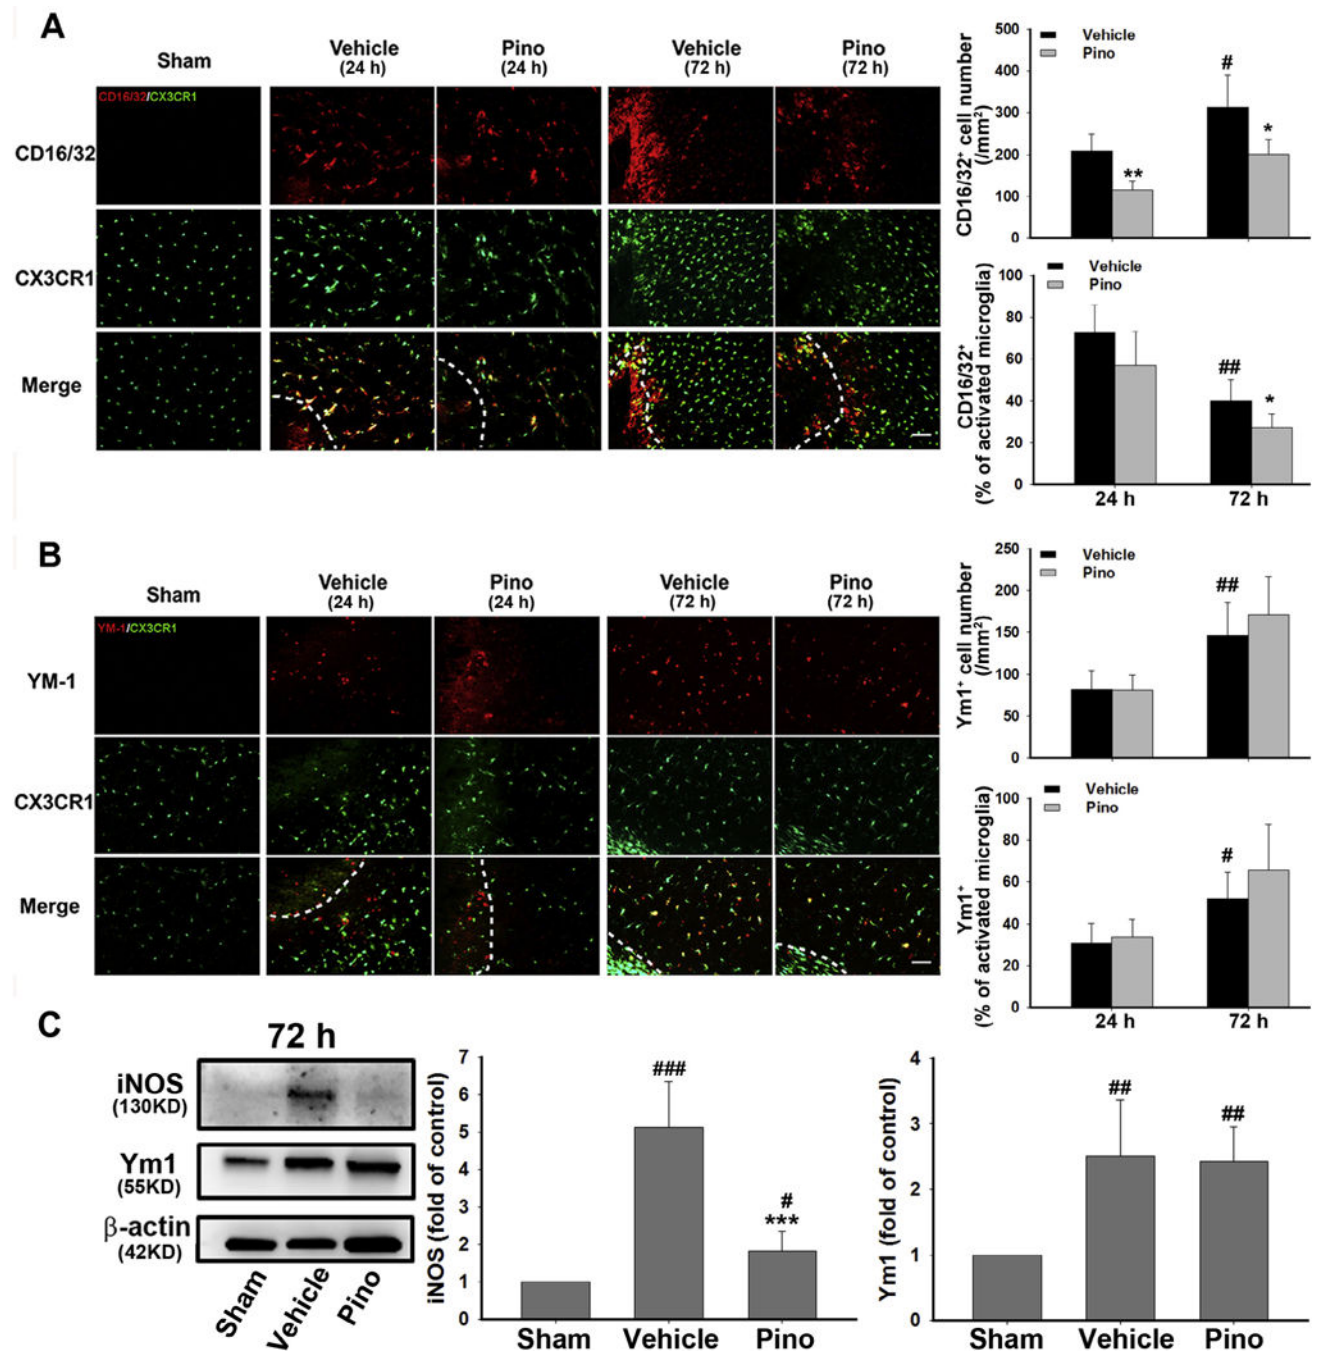 A
Sham
Vehicle
(24 h)
Pino
(24 h)
Vehicle
(72 h)
Pino
(72 h)
CD16/32/CX3CR1
CD16/32
CX3CR1
Merge
500
400
300
200
100
0
CD16/32⁺ cell number
(/mm²)
Vehicle
Pino
**
#
*
100
80
60
40
20
0
CD16/32⁺
(% of activated microglia)
Vehicle
Pino
##
*
24 h
72 h
B
Sham
Vehicle
(24 h)
Pino
(24 h)
Vehicle
(72 h)
Pino
(72 h)
YM-1/CX3CR1
YM-1
CX3CR1
Merge
250
200
150
100
50
0
Ym1⁺ cell number
(/mm²)
Vehicle
Pino
##
100
80
60
40
20
0
Ym1⁺
(% of activated microglia)
Vehicle
Pino
#
24 h
72 h
C
72 h
iNOS
(130KD)
Ym1
(55KD)
β-actin
(42KD)
Sham
Vehicle
Pino
7
6
5
4
3
2
1
0
iNOS (fold of control)
###
#
***
Sham
Vehicle
Pino
4
3
2
1
0
Ym1 (fold of control)
##
##
Sham
Vehicle
Pino